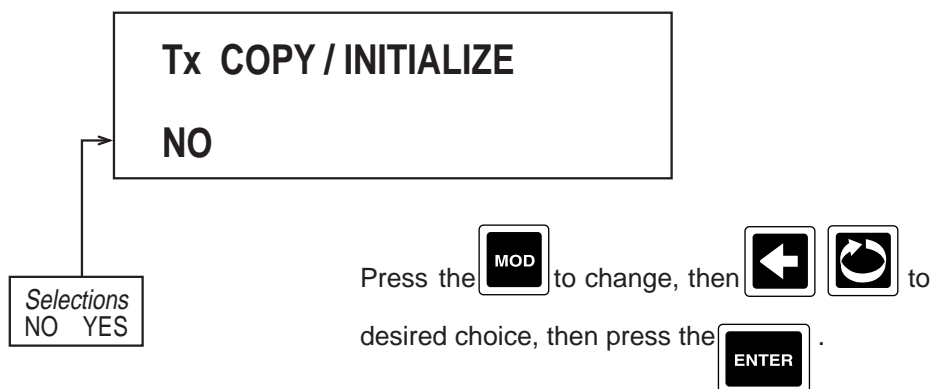 Tx COPY / INITIALIZE
NO
Selections
NO YES
Press the MOD to change, then to
desired choice, then press the ENTER .